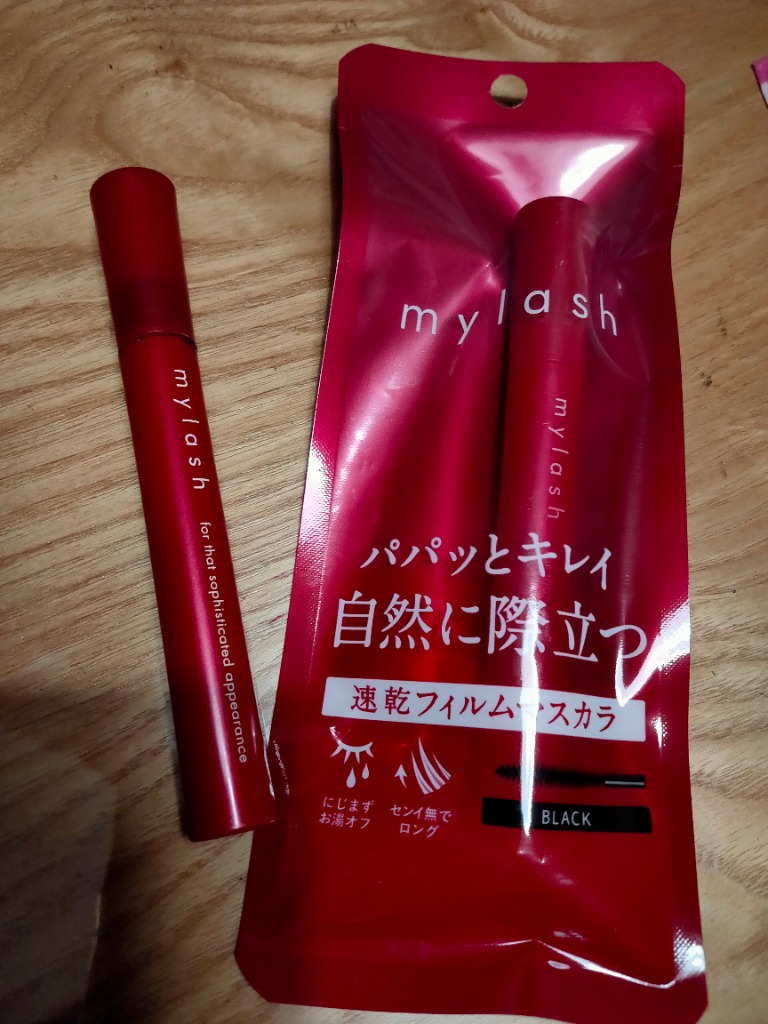 mylash
for that sophisticated appearance
mylash
mylash
パパッとキレイ
自然に際立つ
速乾フィルムマスカラ
にじまず
お湯オフ
センイ無で
ロング
BLACK